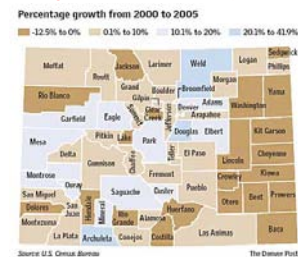 Percentage growth from 2000 to 2005
-12.5% to 0%
0.1% to 10%
10.1% to 20%
20.1% to 41.9%
Moffat
Routt
Jackson
Larimer
Weld
Logan
Sedgwick
Phillips
Rio Blanco
Grand
Boulder
Broomfield
Morgan
Yuma
Garfield
Eagle
Gilpin
Clear Creek
Jefferson
Denver
Adams
Arapahoe
Washington
Mesa
Pitkin
Lake
Park
Douglas
Elbert
Kit Carson
Delta
Gunnison
Chaffee
Teller
El Paso
Lincoln
Cheyenne
Montrose
Fremont
Crowley
Kiowa
Ouray
San Miguel
Saguache
Custer
Pueblo
Otero
Bent
Prowers
Dolores
San Juan
Hinsdale
Mineral
Rio Grande
Alamosa
Huerfano
Montezuma
La Plata
Archuleta
Conejos
Costilla
Las Animas
Baca
Source: U.S. Census Bureau
The Denver Post